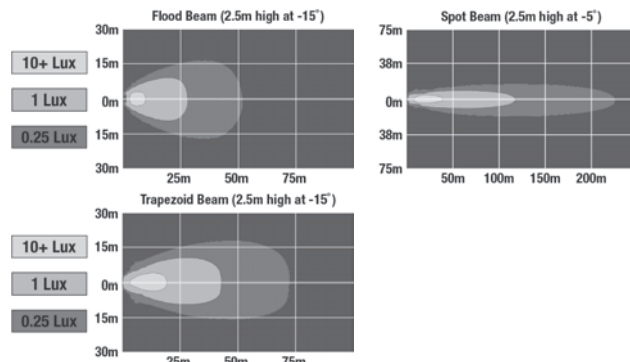 Flood Beam (2.5m high at -15˚)
30m
15m
0m
15m
30m
25m 50m 75m
10+ Lux
1 Lux
0.25 Lux
Spot Beam (2.5m high at -5˚)
75m
38m
0m
38m
75m
50m 100m 150m 200m
Trapezoid Beam (2.5m high at -15˚)
30m
15m
0m
15m
30m
25m 50m 75m
10+ Lux
1 Lux
0.25 Lux